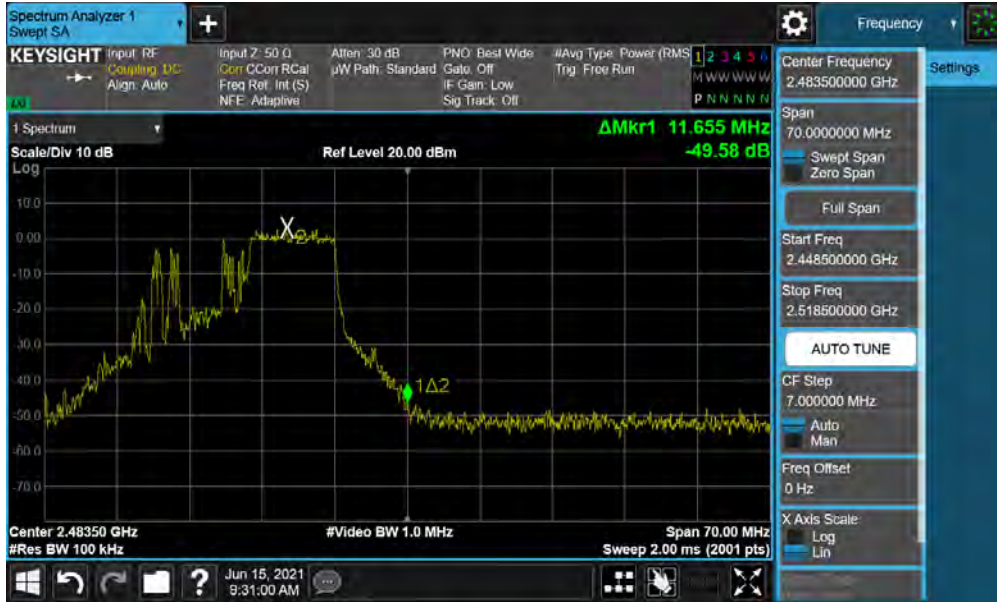 Spectrum Analyzer 1
Swept SA
+
Frequency
KEYSIGHT
Input: RF
Coupling: DC
Align: Auto
Input Z: 50 Ω
Corr CCorr RCal
Freq Ref: Int (S)
NFE: Adaptive
Atten: 30 dB
µW Path: Standard
PNO: Best Wide
Gate: Off
IF Gain: Low
Sig Track: Off
#Avg Type: Power (RMS
Trig: Free Run
1 2 3 4 5 6
M W W W W W
P N N N N N
1 Spectrum
ΔMkr1 11.655 MHz
Scale/Div 10 dB
Ref Level 20.00 dBm
-49.58 dB
Log
10.0
0.00
-10.0
-20.0
-30.0
-40.0
-50.0
-60.0
-70.0
X2
1Δ2
Center 2.48350 GHz
#Video BW 1.0 MHz
Span 70.00 MHz
#Res BW 100 kHz
Sweep 2.00 ms (2001 pts)
Center Frequency
2.483500000 GHz
Settings
Span
70.0000000 MHz
Swept Span
Zero Span
Full Span
Start Freq
2.448500000 GHz
Stop Freq
2.518500000 GHz
AUTO TUNE
CF Step
7.000000 MHz
Auto
Man
Freq Offset
0 Hz
X Axis Scale
Log
Lin
?
Jun 15, 2021
9:31:00 AM